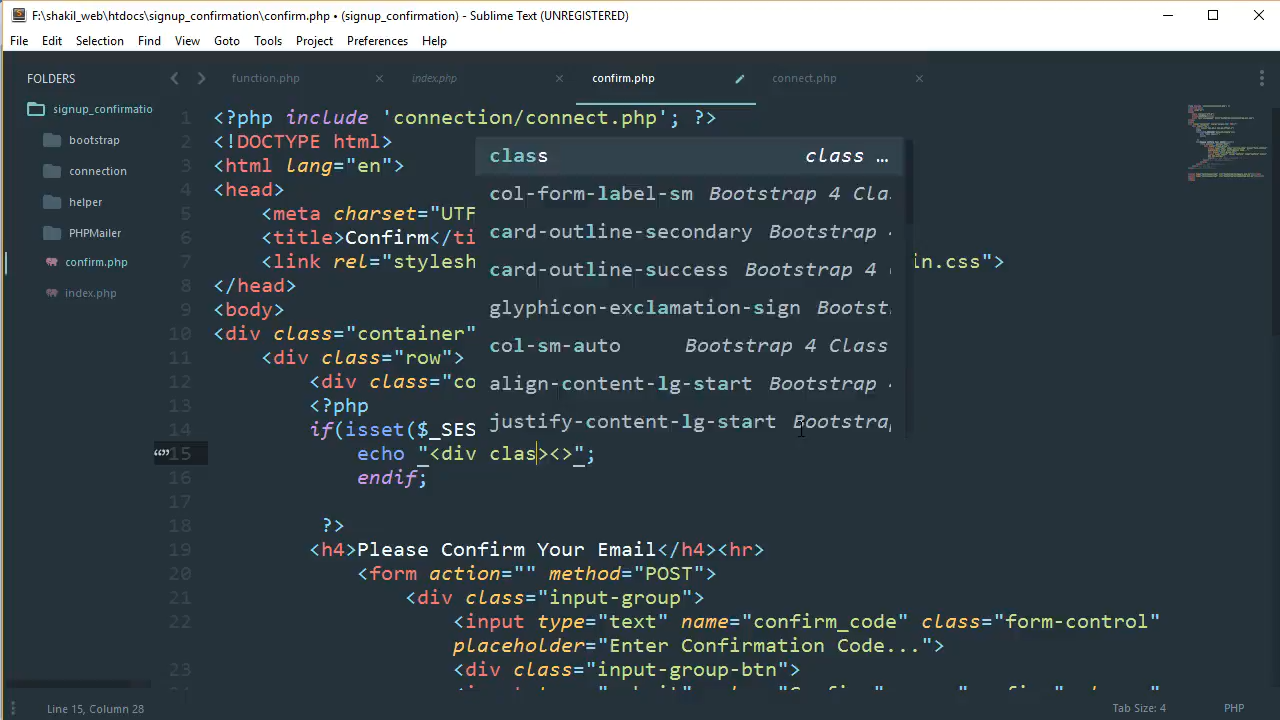 F:\shakil_web\htdocs\signup_confirmation\confirm.php • (signup_confirmation) - Sublime Text (UNREGISTERED)
File Edit Selection Find View Goto Tools Project Preferences Help
FOLDERS
signup_confirmatio
bootstrap
connection
helper
PHPMailer
confirm.php
index.php
function.php index.php confirm.php connect.php
1 <?php include 'connection/connect.php'; ?>
2 <!DOCTYPE html>
3 <html lang="en">
4 <head>
5 <meta charset="UTF
6 <title>Confirm</ti
7 <link rel="stylesh in.css">
8 </head>
9 <body>
10 <div class="container"
11 <div class="row">
12 <div class="co
13 <?php
14 if(isset($_SES
15 echo "<div clas><>";
16 endif;
17
18 ?>
19 <h4>Please Confirm Your Email</h4><hr>
20 <form action="" method="POST">
21 <div class="input-group">
22 <input type="text" name="confirm_code" class="form-control"
placeholder="Enter Confirmation Code...">
23 <div class="input-group-btn">
class class …
col-form-label-sm Bootstrap 4 Cla
card-outline-secondary Bootstrap 4
card-outline-success Bootstrap 4
glyphicon-exclamation-sign Bootst
col-sm-auto Bootstrap 4 Class
align-content-lg-start Bootstrap
justify-content-lg-start Bootstrap
Line 15, Column 28 Tab Size: 4 PHP